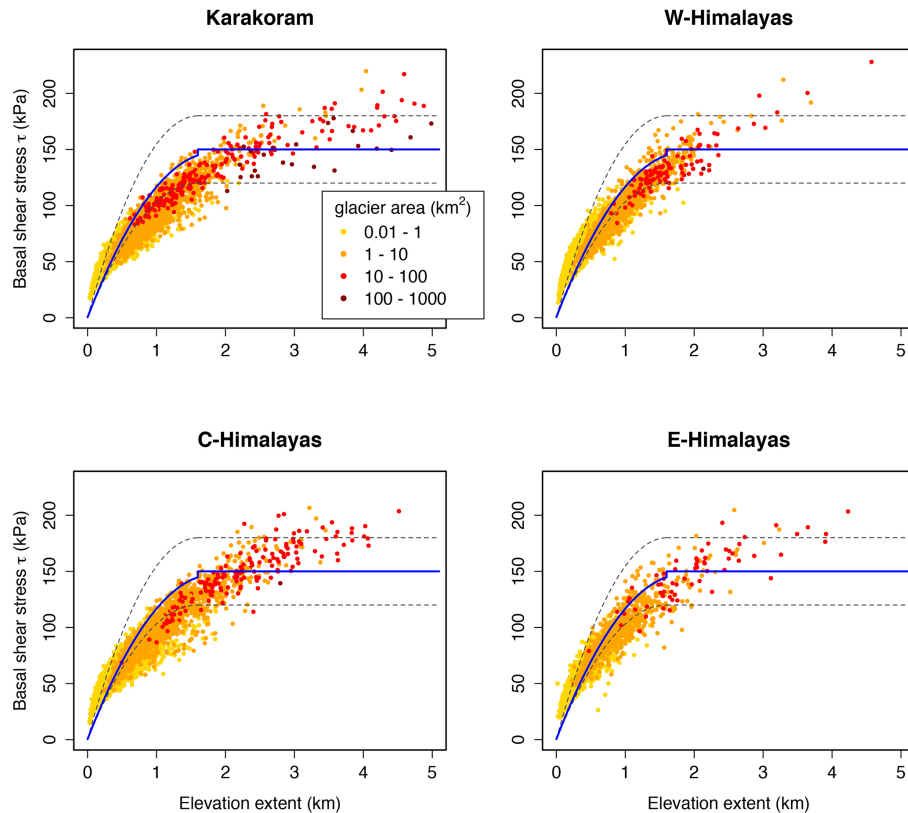 Karakoram
W-Himalayas
Basal shear stress τ (kPa)
0 50 100 150 200
0 1 2 3 4 5
glacier area (km²)
0.01 - 1
1 - 10
10 - 100
100 - 1000
0 50 100 150 200
0 1 2 3 4 5
C-Himalayas
E-Himalayas
Basal shear stress τ (kPa)
0 50 100 150 200
0 1 2 3 4 5
Elevation extent (km)
0 50 100 150 200
0 1 2 3 4 5
Elevation extent (km)